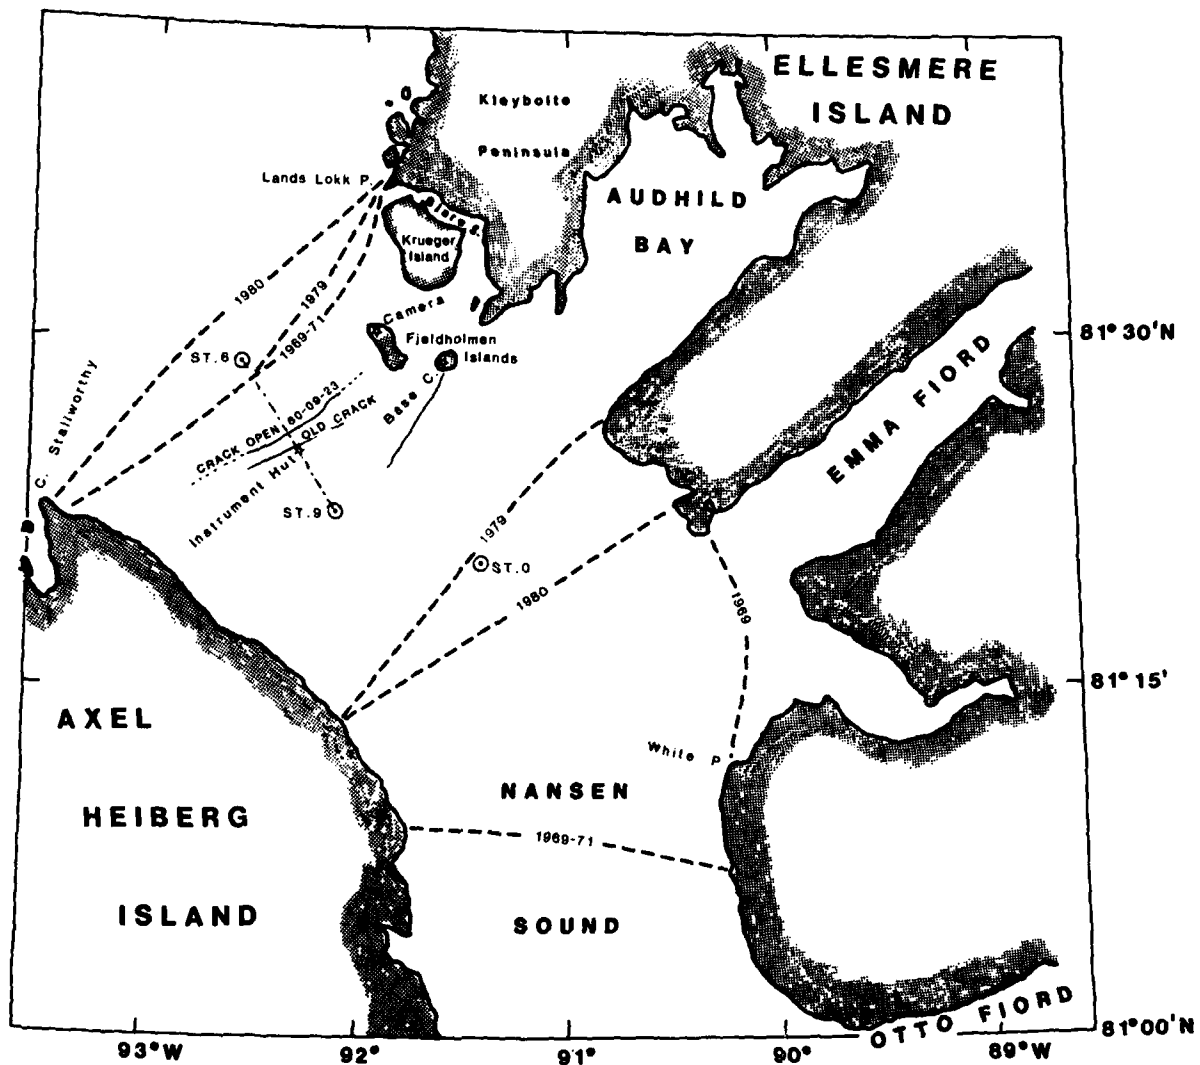 ELLESMERE
ISLAND
Kleybolte
Peninsula
Lands Lokk P.
AUDHILD
BAY
Krueger
Island
1980
1979
1969-71
Camera
Fjeldholmen
Islands
81°30'N
ST.6
C. Stallworthy
CRACK OPEN 80-09-23
OLD CRACK
Base C.
Instrument Hut
EMMA FIORD
ST.9
1979
ST.0
1980
1969
81°15'
AXEL
HEIBERG
ISLAND
White P.
NANSEN
SOUND
1969-71
OTTO FIORD
81°00'N
93°W
92°
91°
90°
89°W